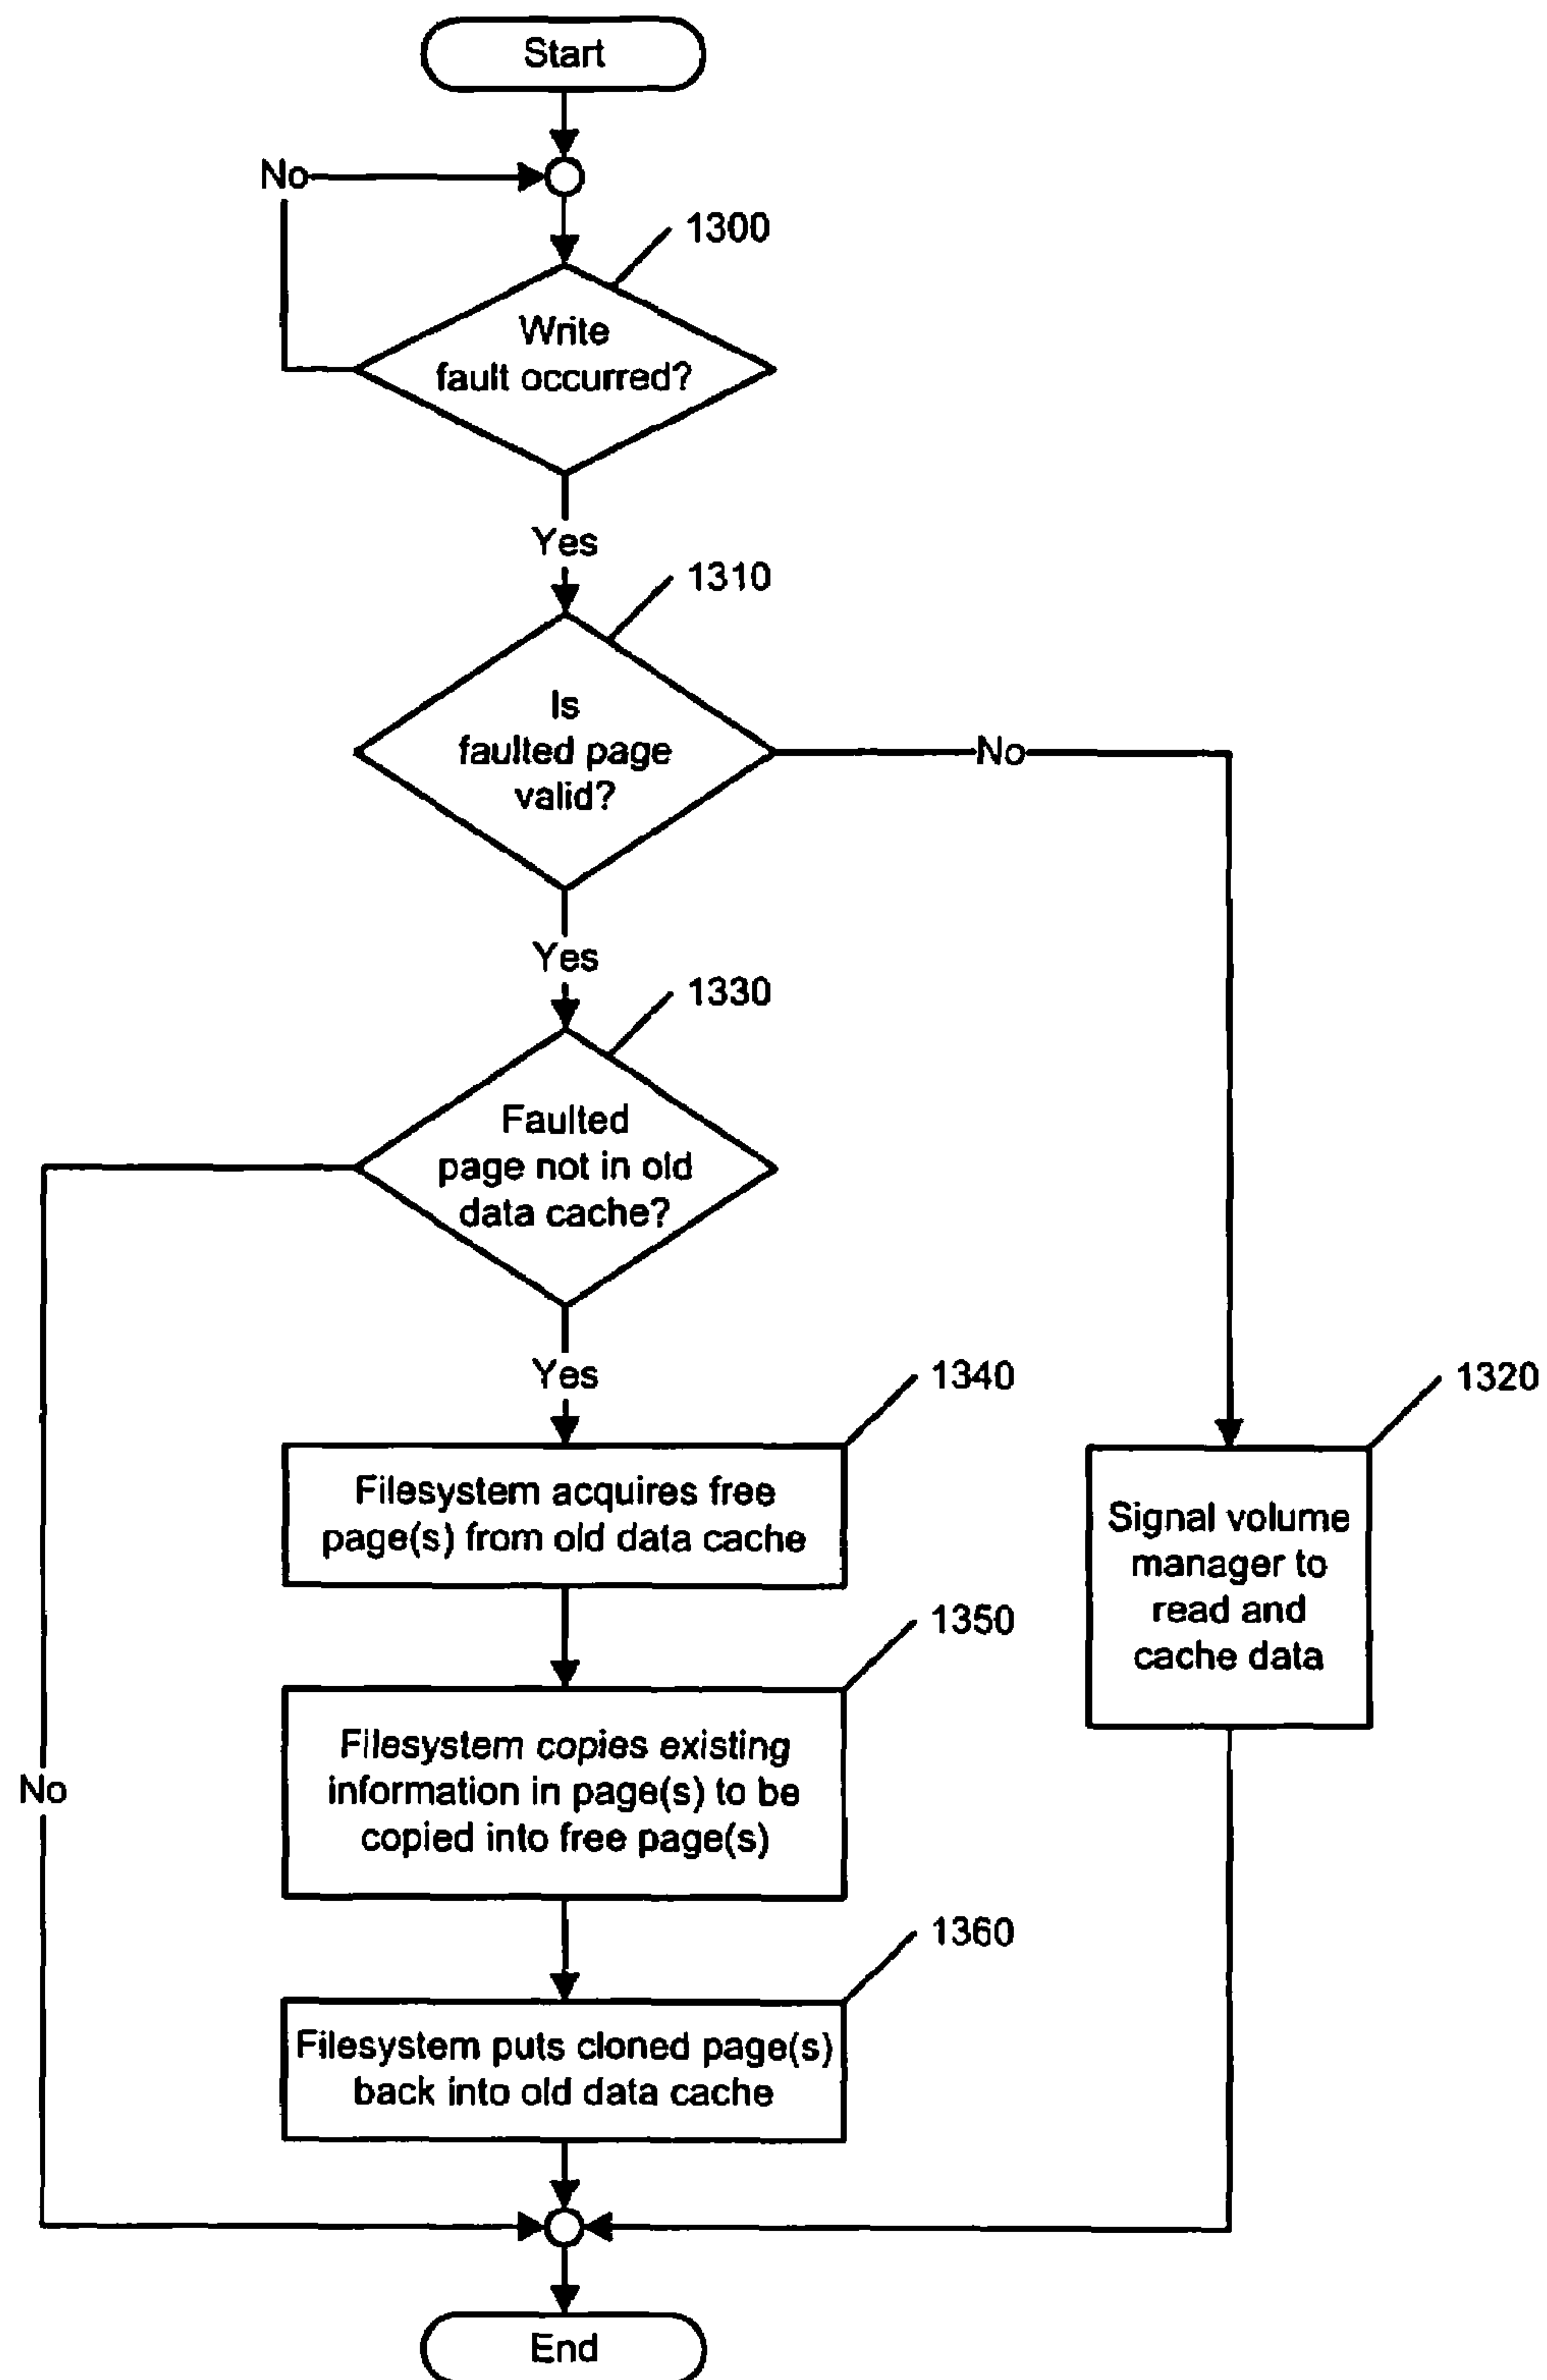 Start
No
1300
Write
fault occurred?
Yes
1310
Is
faulted page
valid?
No
Yes
1330
Faulted
page not in old
data cache?
Yes
1340
1320
Filesystem acquires free
page(s) from old data cache
Signal volume
manager to
read and
cache data
1350
Filesystem copies existing
information in page(s) to be
copied into free page(s)
No
1360
Filesystem puts cloned page(s)
back into old data cache
End